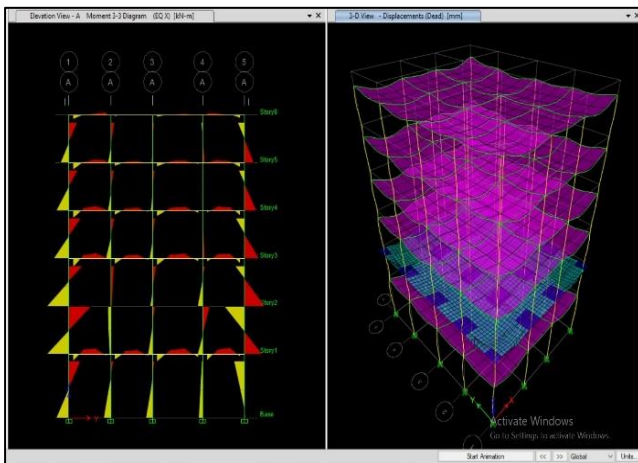 Elevation View - A Moment 3-3 Diagram (EQ X) [kN-m]
3-D View - Displacements (Dead) [mm]
1 2 3 4 5
A A A A A
Story6
Story5
Story4
Story3
Story2
Story1
Base
Y
Y X
Activate Windows
Go to Settings to activate Windows.
Start Animation << >> Global Units...